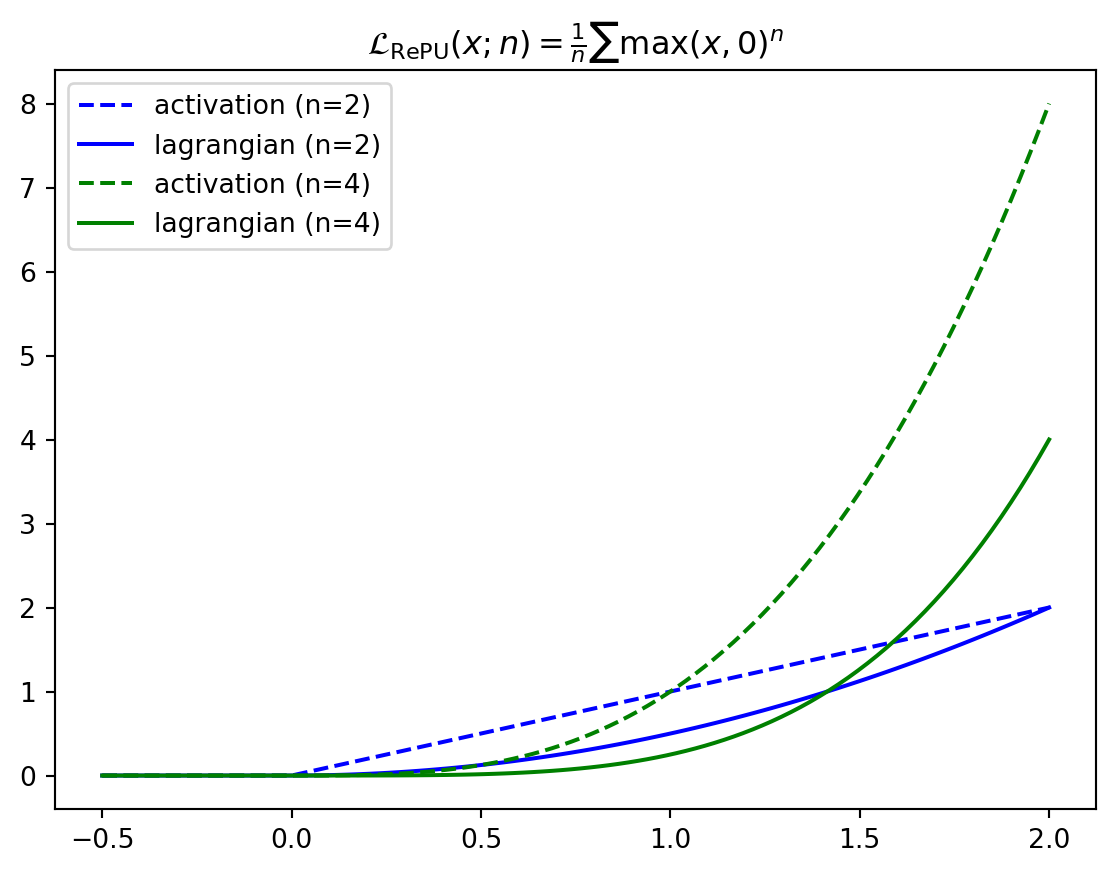 ℒ_RePU(x; n) = 1/n ∑ max(x, 0)^n
activation (n=2)
lagrangian (n=2)
activation (n=4)
lagrangian (n=4)
8
7
6
5
4
3
2
1
0
−0.5 0.0 0.5 1.0 1.5 2.0